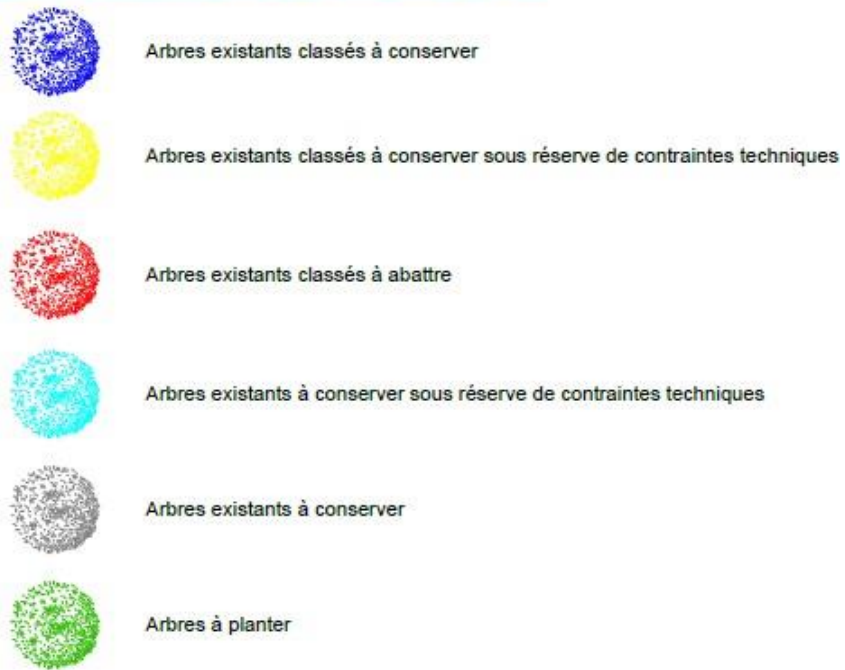 Arbres existants classés à conserver
Arbres existants classés à conserver sous réserve de contraintes techniques
Arbres existants classés à abattre
Arbres existants à conserver sous réserve de contraintes techniques
Arbres existants à conserver
Arbres à planter